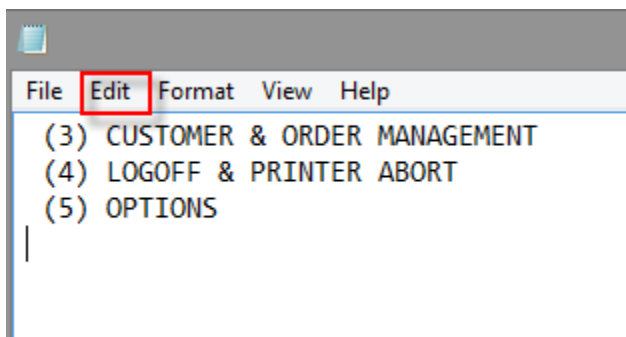 File Edit Format View Help
(3) CUSTOMER & ORDER MANAGEMENT
(4) LOGOFF & PRINTER ABORT
(5) OPTIONS